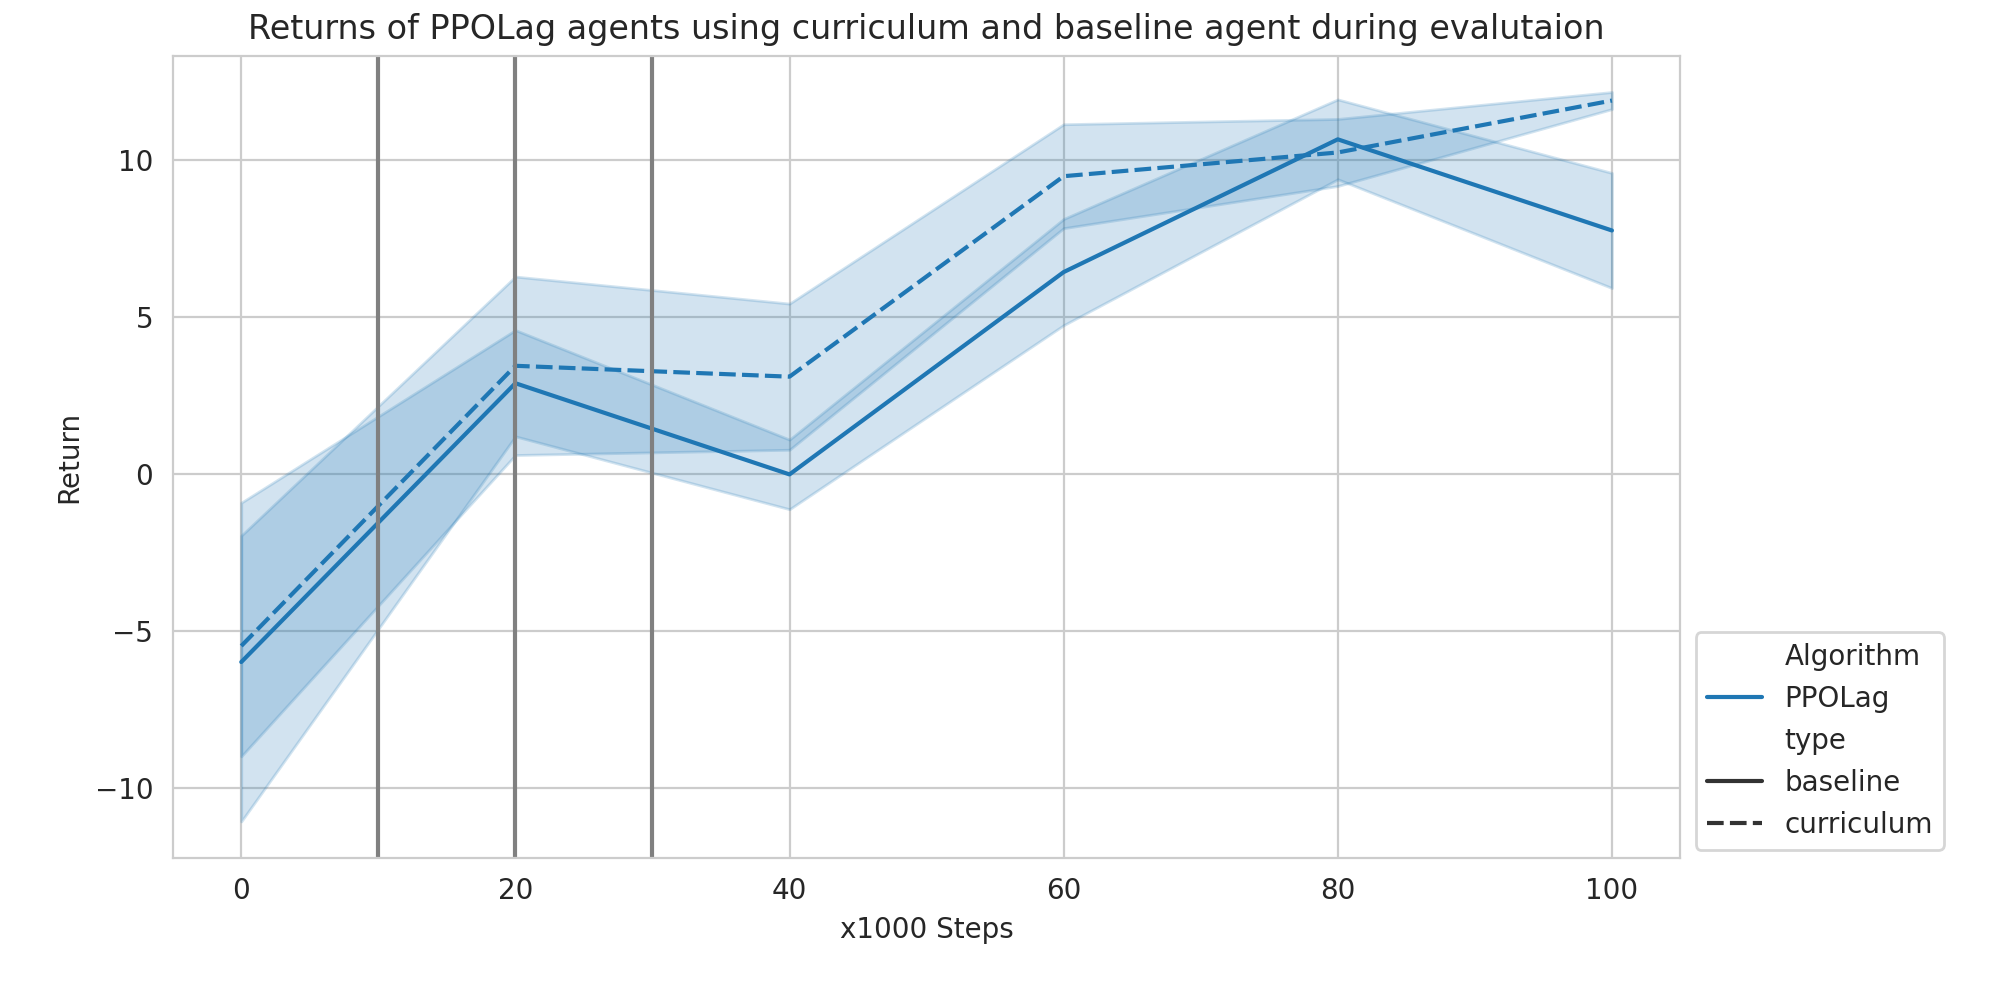 Returns of PPOLag agents using curriculum and baseline agent during evalutaion
10
5
0
−5
−10
Return
0 20 40 60 80 100
x1000 Steps
Algorithm
PPOLag
type
baseline
curriculum